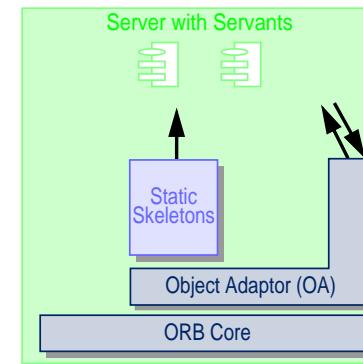 Server with Servants
Static
Skeletons
Object Adaptor (OA)
ORB Core